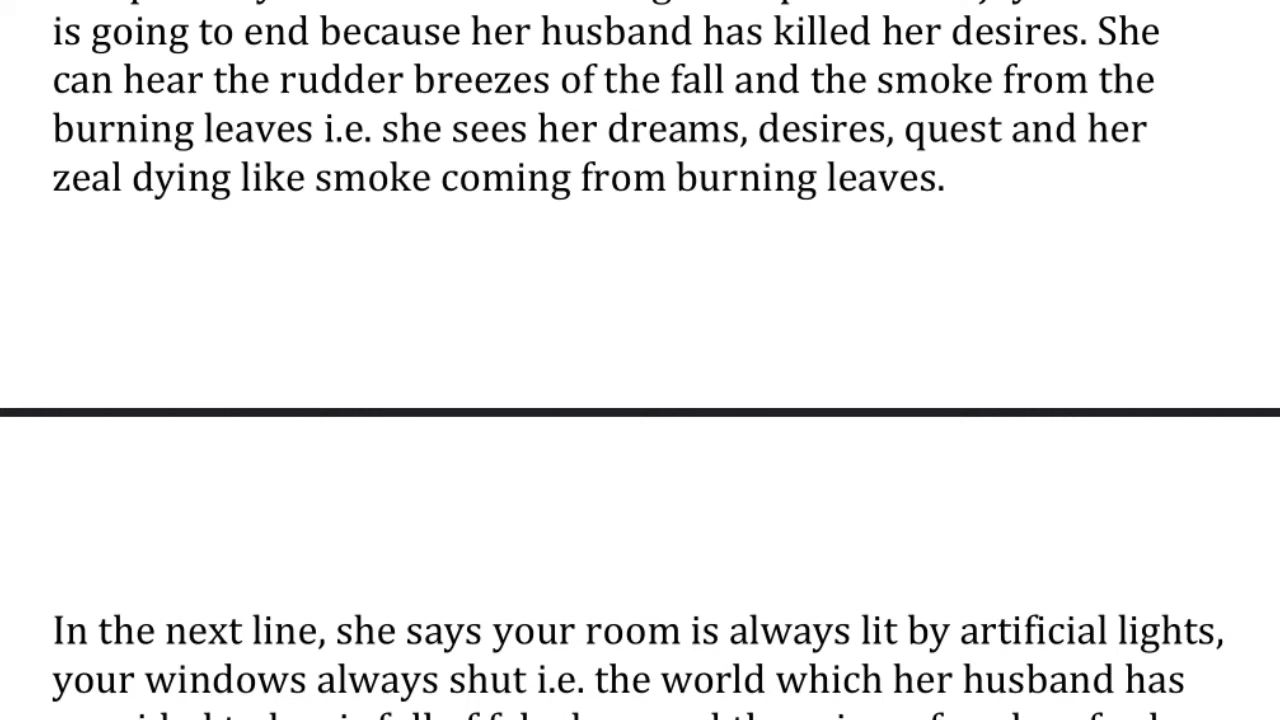 is going to end because her husband has killed her desires. She
can hear the rudder breezes of the fall and the smoke from the
burning leaves i.e. she sees her dreams, desires, quest and her
zeal dying like smoke coming from burning leaves.
In the next line, she says your room is always lit by artificial lights,
your windows always shut i.e. the world which her husband has